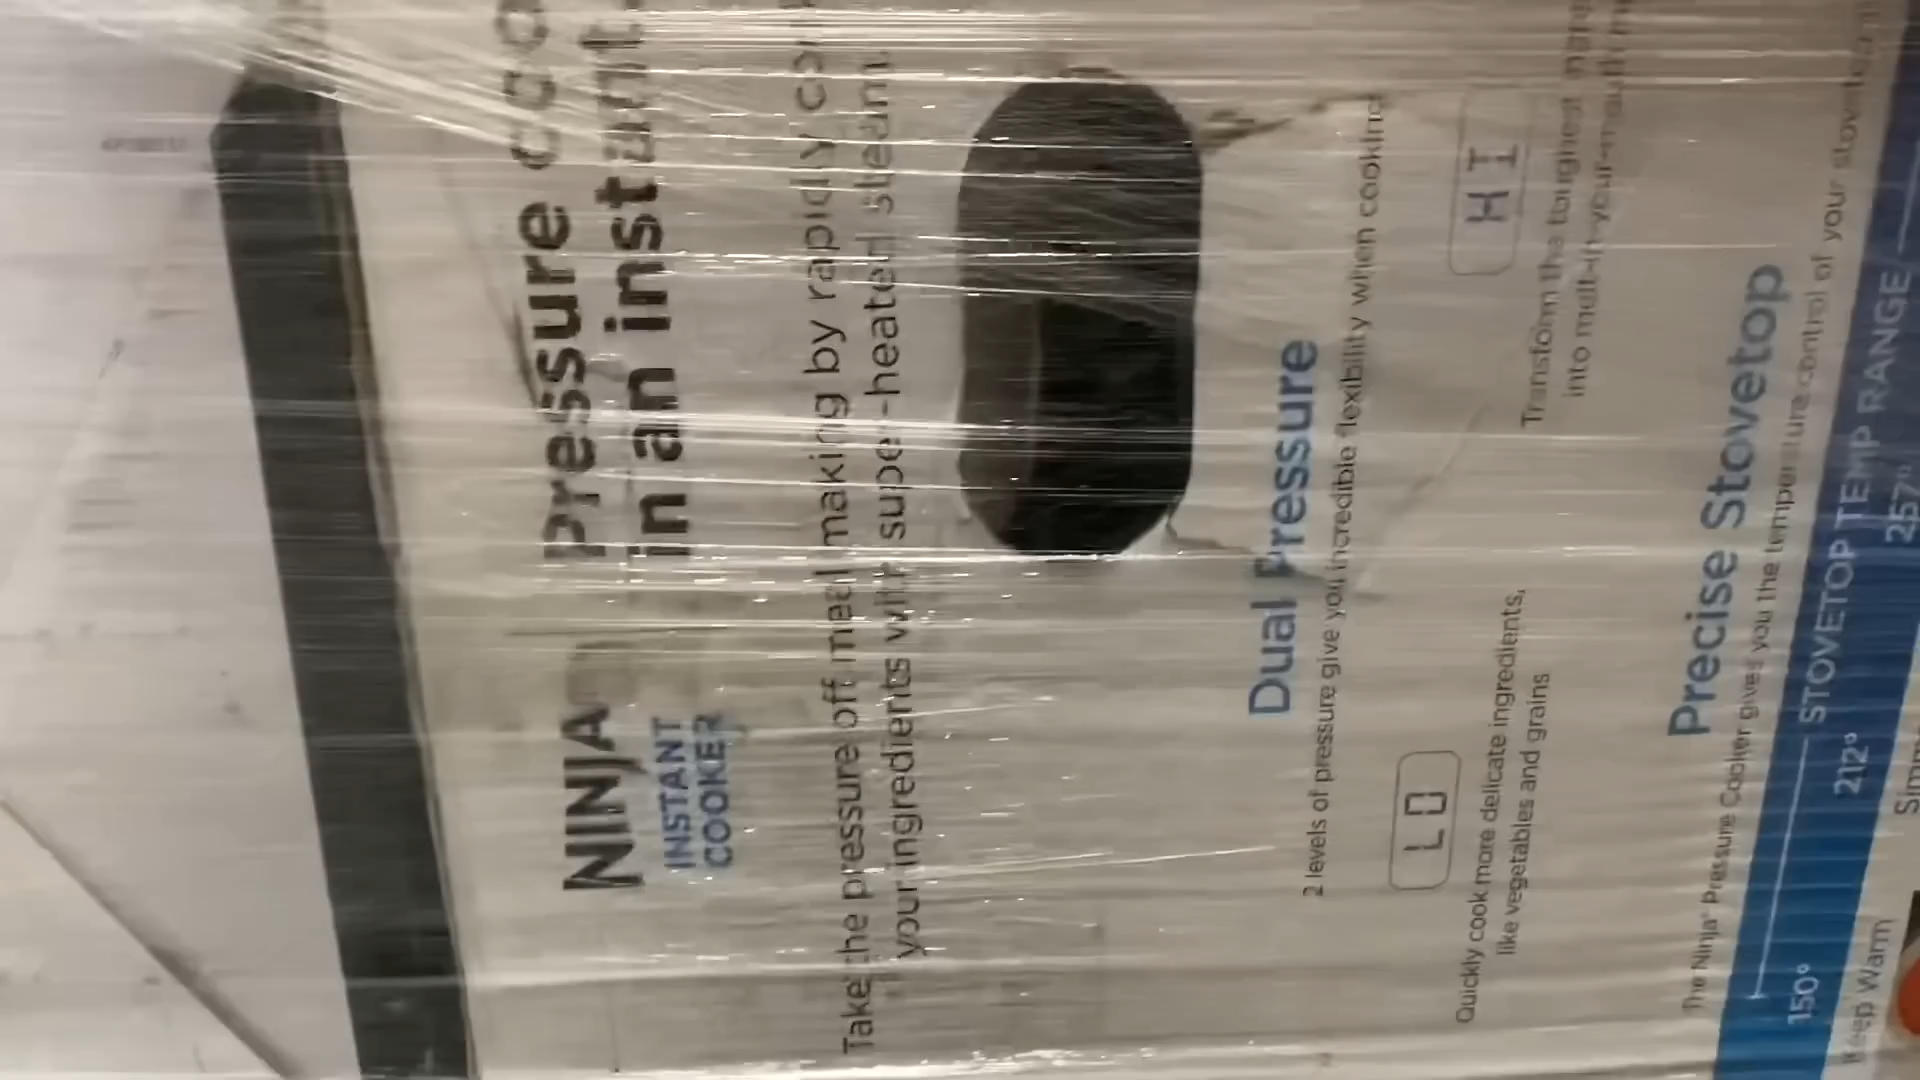 NINJA
INSTANT
COOKER
Pressure
in an instant.
Take the pressure off meal making by rapidly
your ingredients with super-heated steam.
Dual Pressure
2 levels of pressure give you incredible flexibility when cooking
LO
Quickly cook more delicate ingredients,
like vegetables and grains
HI
Transform the toughest
into melt-in-your-mouth
Precise Stovetop
The Ninja® Pressure Cooker gives you the temperature control of your stovetop
STOVETOP TEMP RANGE
150° 212° 257°
Keep Warm